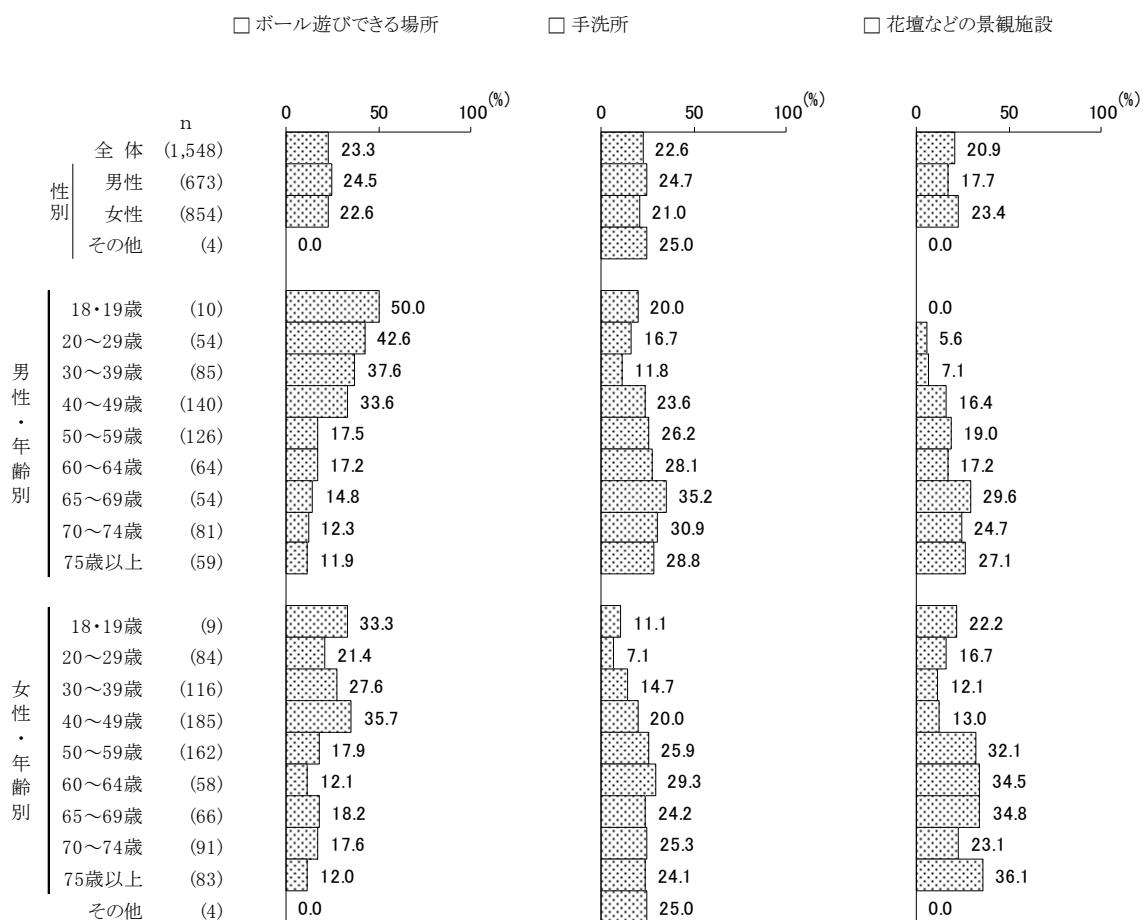 □ ボール遊びできる場所 □ 手洗所 □ 花壇などの景観施設
0 50 100 (%) 0 50 100 (%) 0 50 100 (%)
n
全 体 (1,548) 23.3 22.6 20.9
性別
男性 (673) 24.5 24.7 17.7
女性 (854) 22.6 21.0 23.4
その他 (4) 0.0 25.0 0.0
男性・年齢別
18・19歳 (10) 50.0 20.0 0.0
20～29歳 (54) 42.6 16.7 5.6
30～39歳 (85) 37.6 11.8 7.1
40～49歳 (140) 33.6 23.6 16.4
50～59歳 (126) 17.5 26.2 19.0
60～64歳 (64) 17.2 28.1 17.2
65～69歳 (54) 14.8 35.2 29.6
70～74歳 (81) 12.3 30.9 24.7
75歳以上 (59) 11.9 28.8 27.1
女性・年齢別
18・19歳 (9) 33.3 11.1 22.2
20～29歳 (84) 21.4 7.1 16.7
30～39歳 (116) 27.6 14.7 12.1
40～49歳 (185) 35.7 20.0 13.0
50～59歳 (162) 17.9 25.9 32.1
60～64歳 (58) 12.1 29.3 34.5
65～69歳 (66) 18.2 24.2 34.8
70～74歳 (91) 17.6 25.3 23.1
75歳以上 (83) 12.0 24.1 36.1
その他 (4) 0.0 25.0 0.0